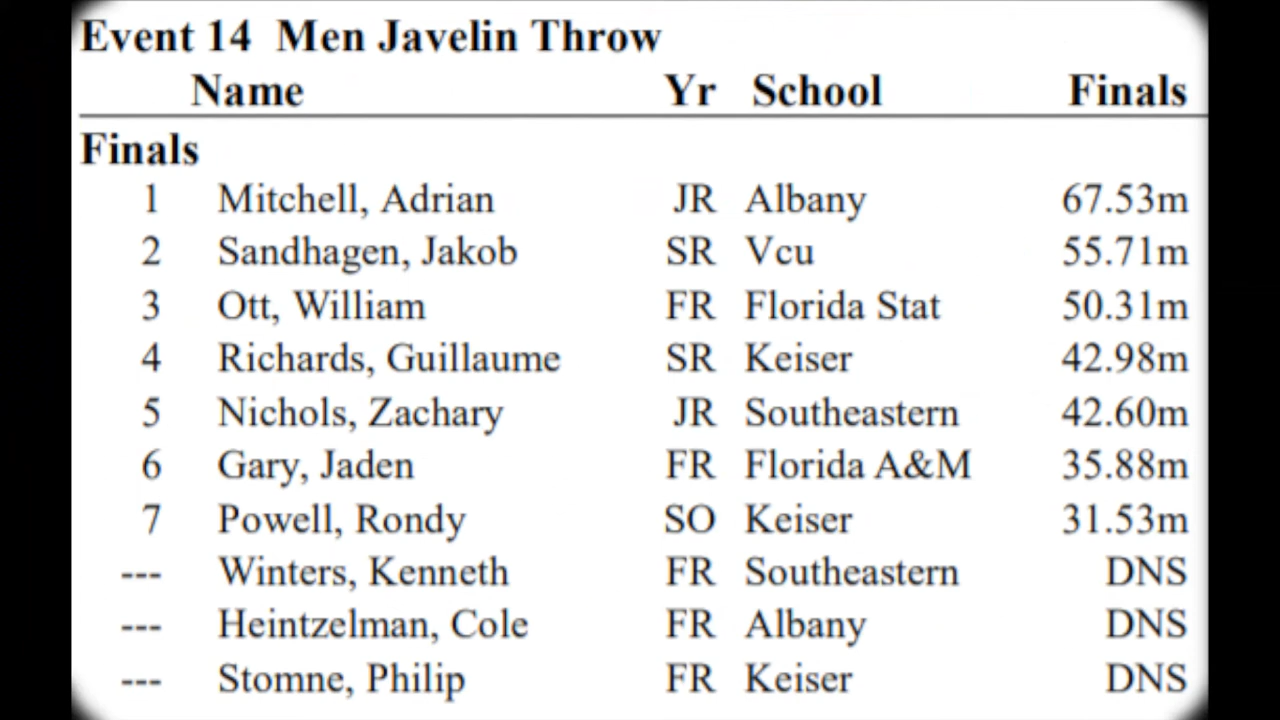 Event 14 Men Javelin Throw
Name Yr School Finals
Finals
1 Mitchell, Adrian JR Albany 67.53m
2 Sandhagen, Jakob SR Vcu 55.71m
3 Ott, William FR Florida Stat 50.31m
4 Richards, Guillaume SR Keiser 42.98m
5 Nichols, Zachary JR Southeastern 42.60m
6 Gary, Jaden FR Florida A&M 35.88m
7 Powell, Rondy SO Keiser 31.53m
--- Winters, Kenneth FR Southeastern DNS
--- Heintzelman, Cole FR Albany DNS
--- Stomne, Philip FR Keiser DNS